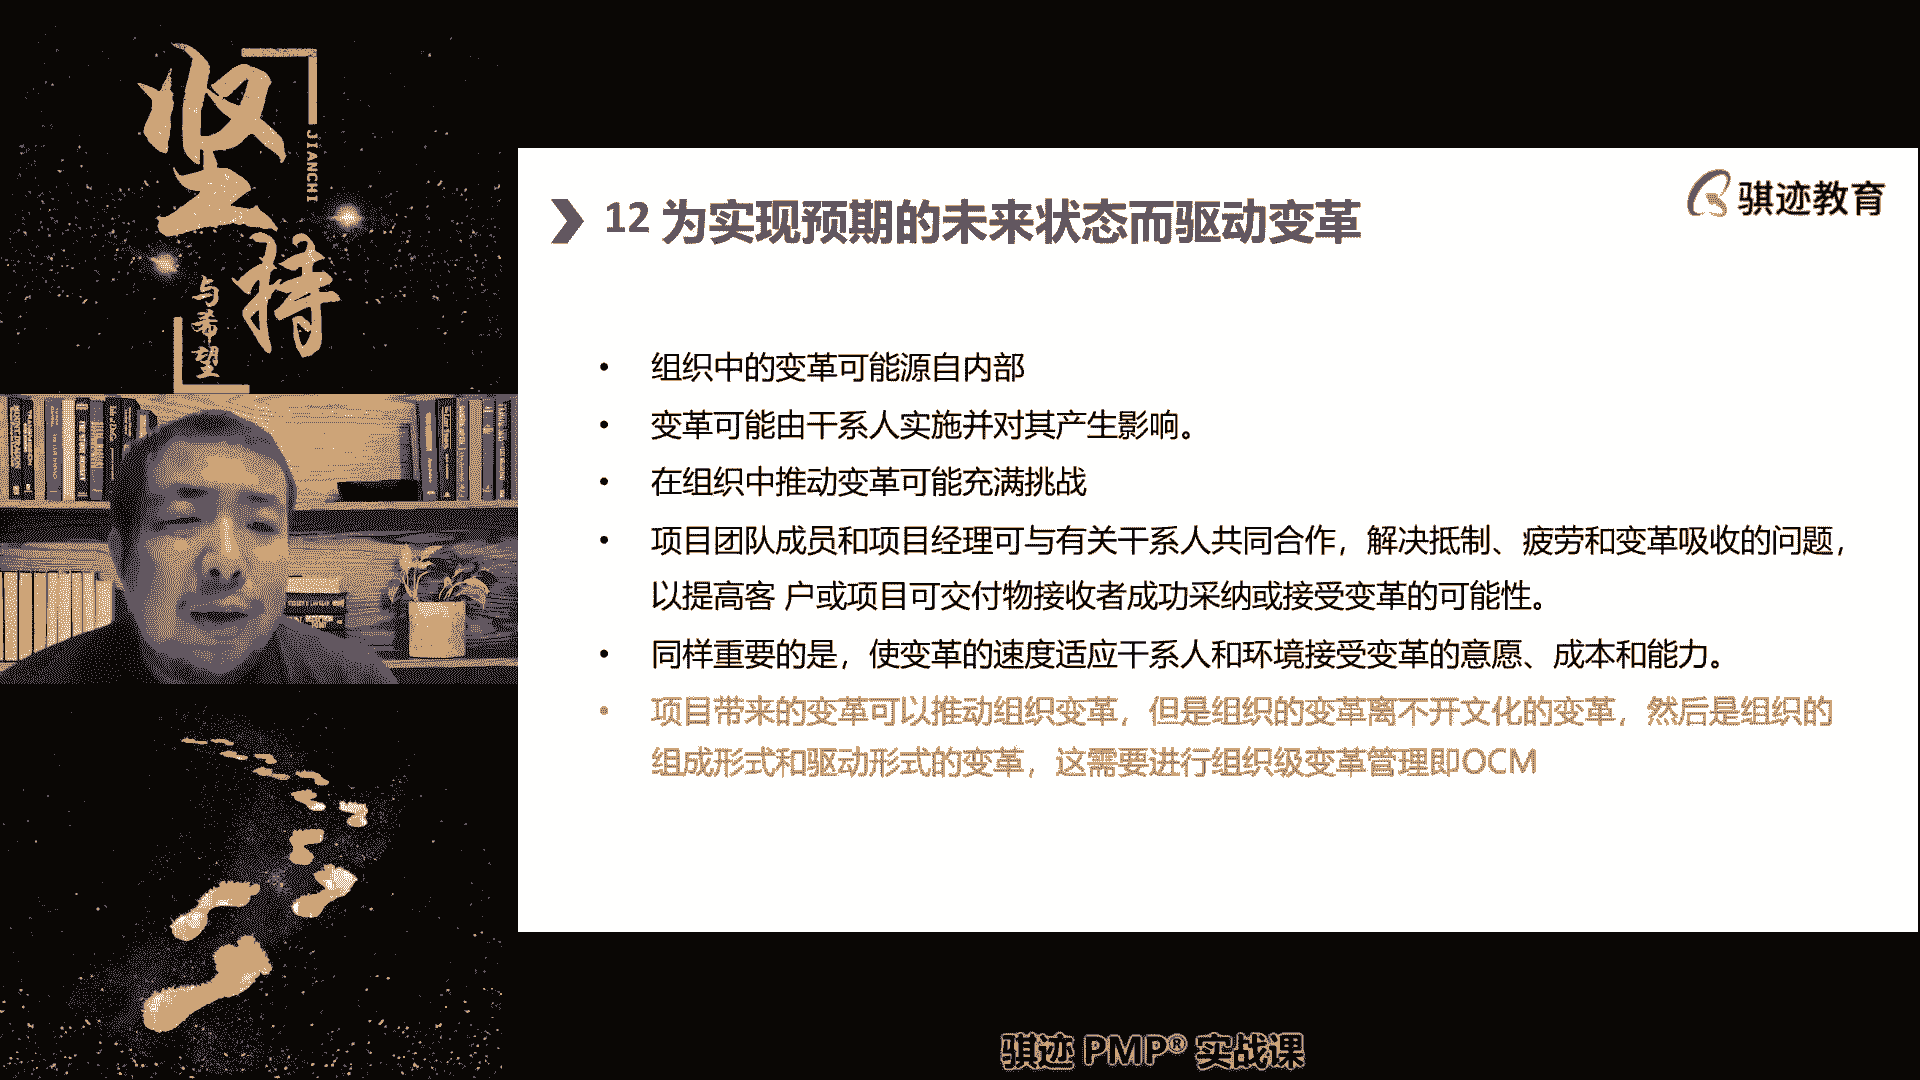 坚持
JIANCHI
与希望
骐迹教育
12 为实现预期的未来状态而驱动变革
• 组织中的变革可能源自内部
• 变革可能由干系人实施并对其产生影响。
• 在组织中推动变革可能充满挑战
• 项目团队成员和项目经理可与有关干系人共同合作，解决抵制、疲劳和变革吸收的问题，
以提高客 户或项目可交付物接收者成功采纳或接受变革的可能性。
• 同样重要的是，使变革的速度适应干系人和环境接受变革的意愿、成本和能力。
• 项目带来的变革可以推动组织变革，但是组织的变革离不开文化的变革，然后是组织的
组成形式和驱动形式的变革，这需要进行组织级变革管理即OCM
骐迹 PMP® 实战课